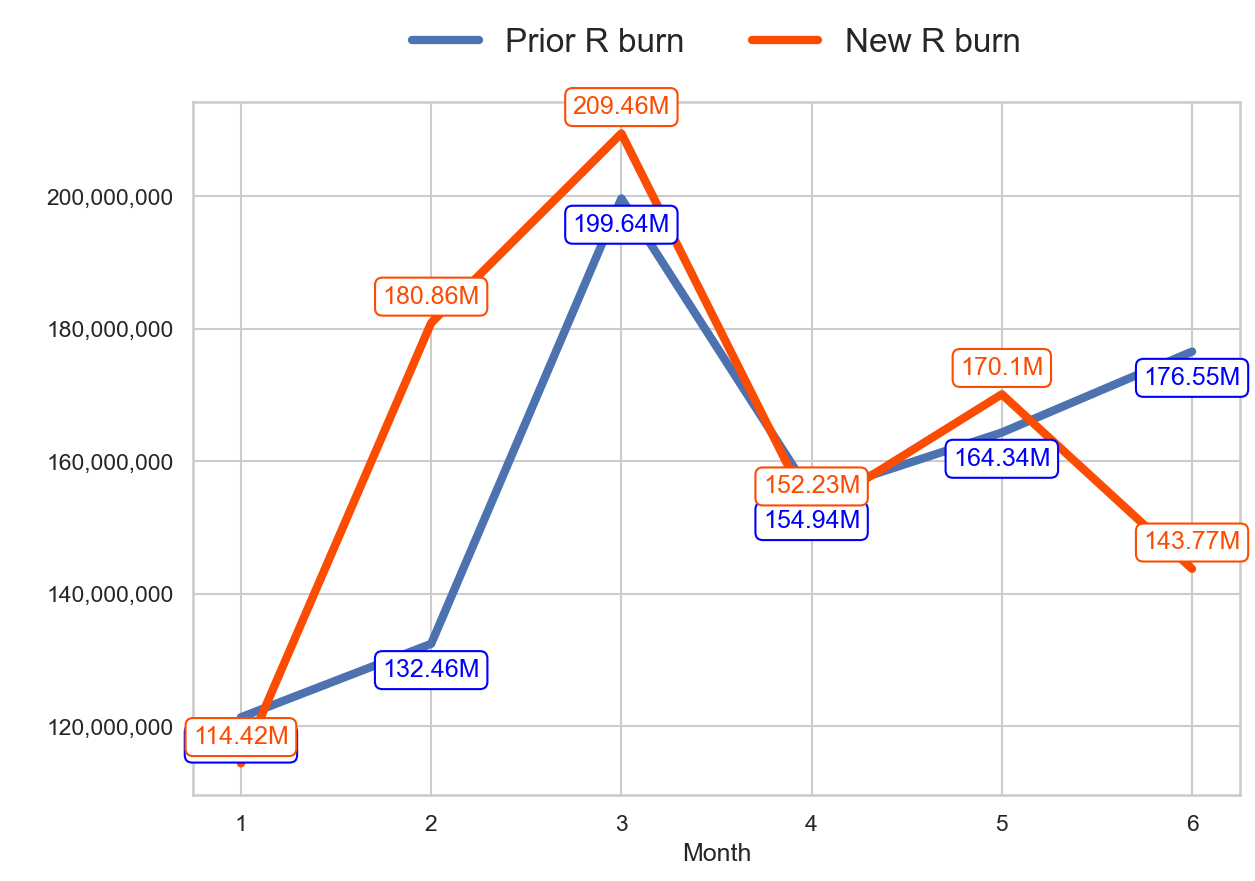 Prior R burn New R burn
209.46M
200,000,000
199.64M
180.86M
180,000,000
170.1M
176.55M
160,000,000
164.34M
152.23M
154.94M
143.77M
140,000,000
132.46M
120,000,000
114.42M
1 2 3 4 5 6
Month